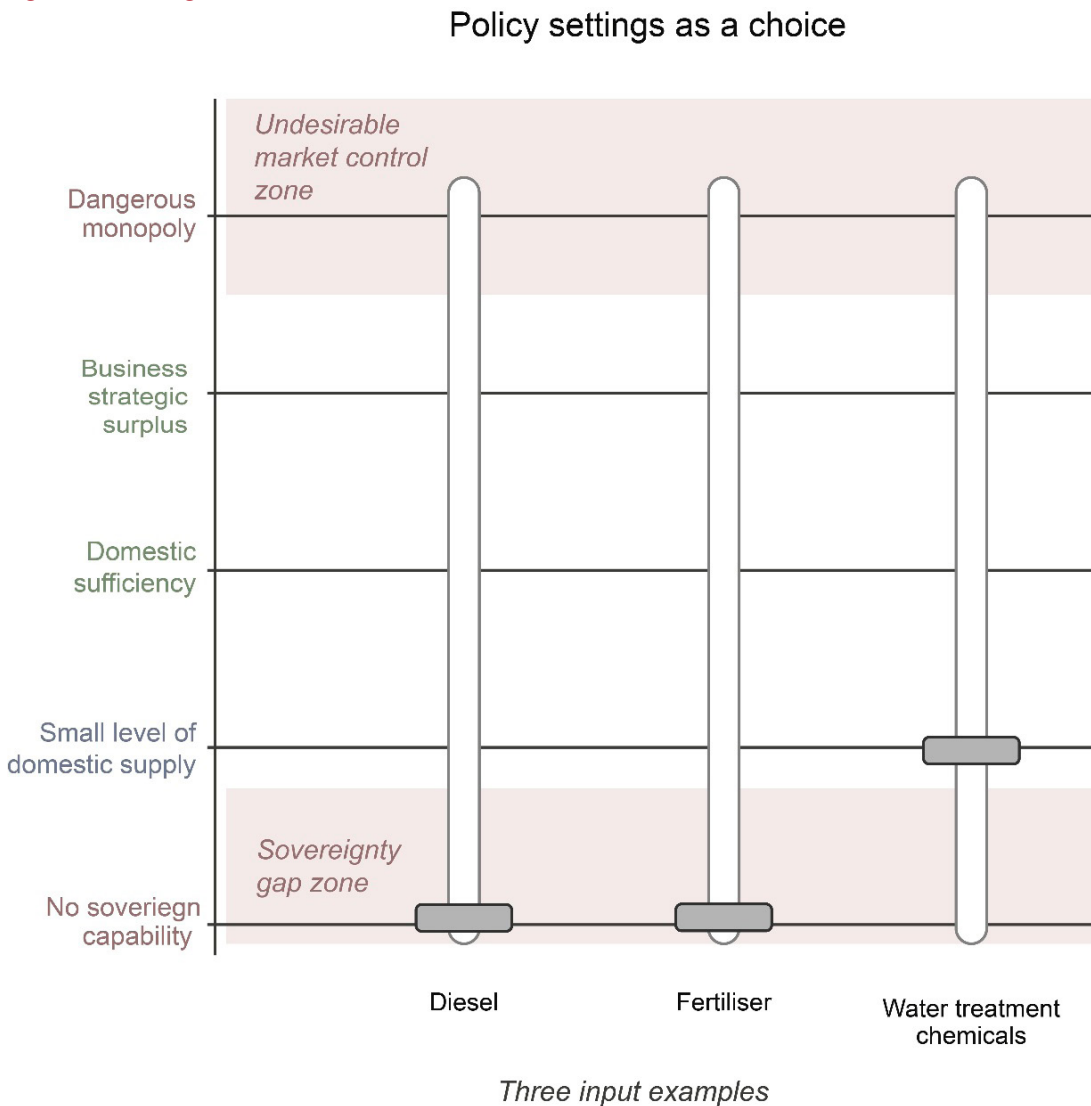 Policy settings as a choice
Undesirable
market control
zone
Dangerous
monopoly
Business
strategic
surplus
Domestic
sufficiency
Small level of
domestic supply
Sovereignty
gap zone
No soveriegn
capability
Diesel
Fertiliser
Water treatment
chemicals
Three input examples